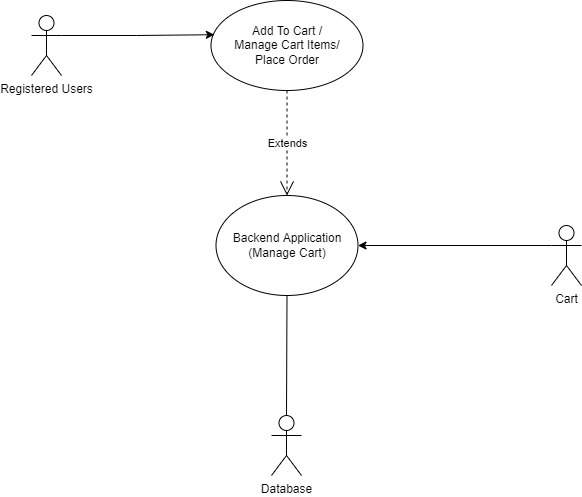 Add To Cart /
Manage Cart Items/
Place Order
Registered Users
Extends
Backend Application
(Manage Cart)
Cart
Database